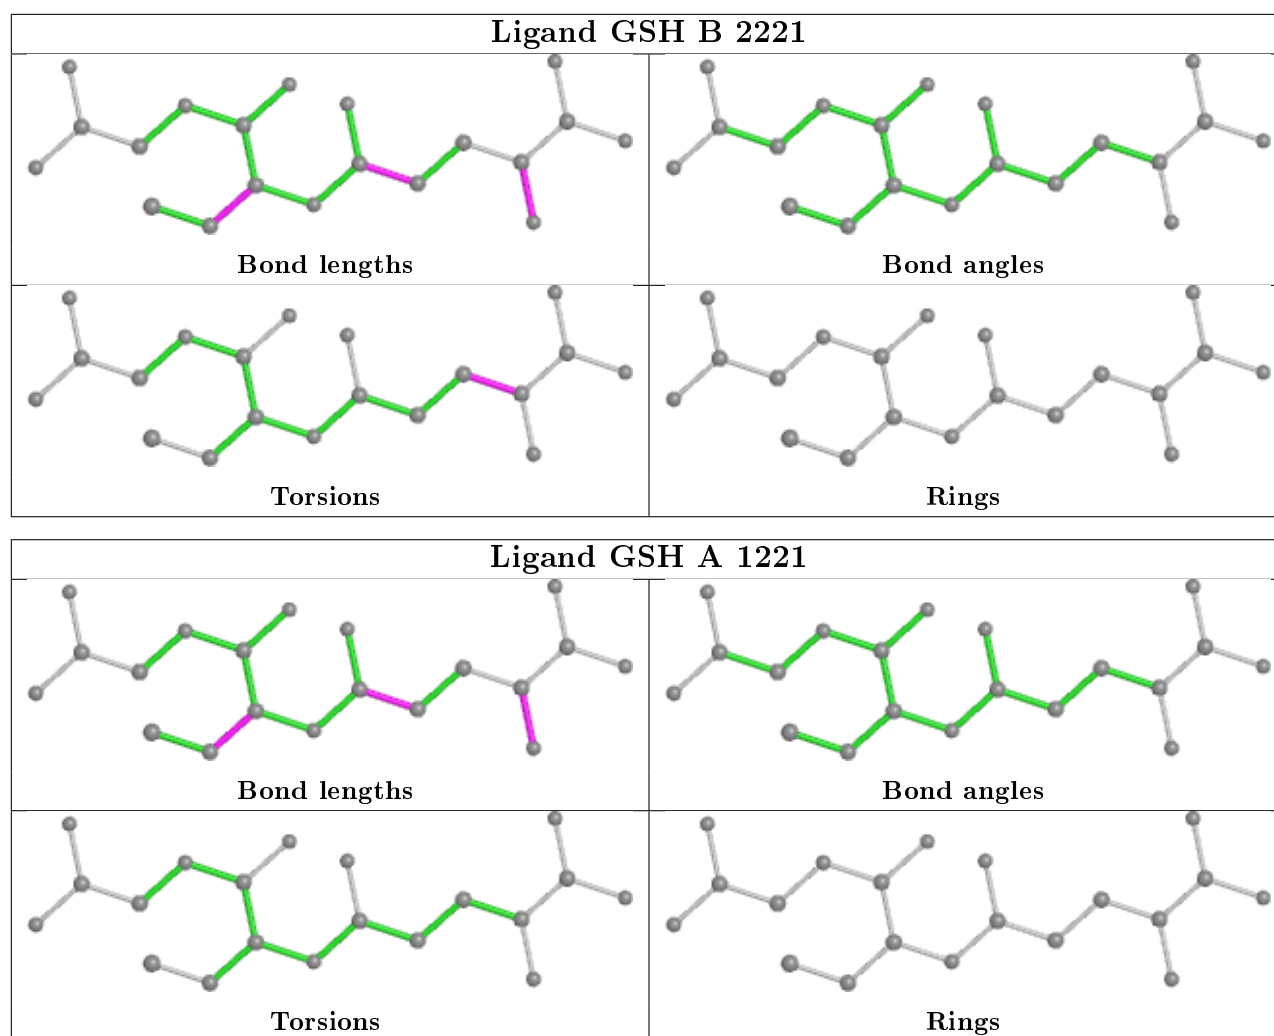 Ligand GSH B 2221
Bond lengths
Bond angles
Torsions
Rings
Ligand GSH A 1221
Bond lengths
Bond angles
Torsions
Rings